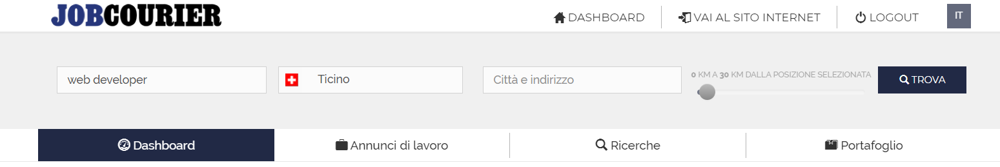 JOBCOURIER
DASHBOARD
VAI AL SITO INTERNET
LOGOUT
IT
web developer
Ticino
Città e indirizzo
0 KM A 30 KM DALLA POSIZIONE SELEZIONATA
TROVA
Dashboard
Annunci di lavoro
Ricerche
Portafoglio